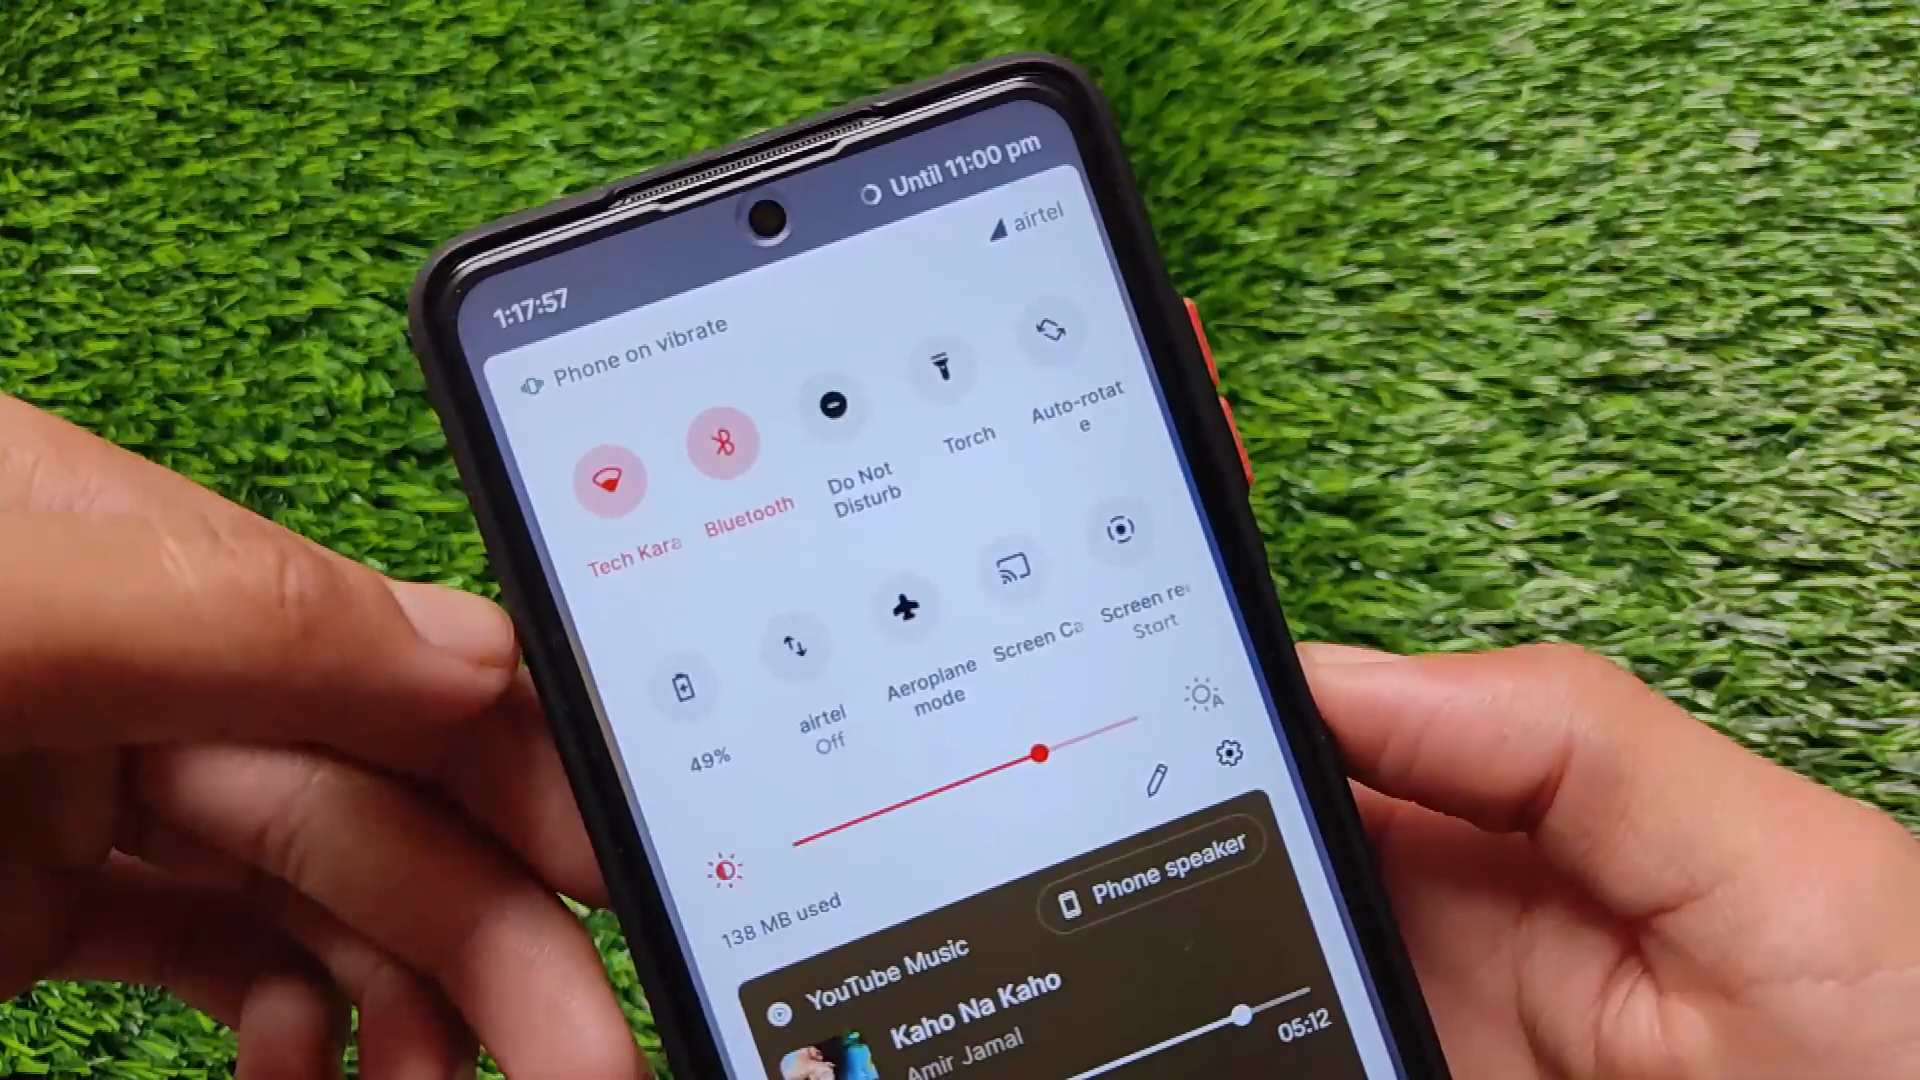 1:17:57
Until 11:00 pm
Phone on vibrate
airtel
Tech Kara
Bluetooth
Do Not
Disturb
Torch
Auto-rotat
e
49%
airtel
Off
Aeroplane
mode
Screen Ca
Screen re
Start
A
138 MB used
Phone speaker
YouTube Music
Kaho Na Kaho
Amir Jamal
05:12